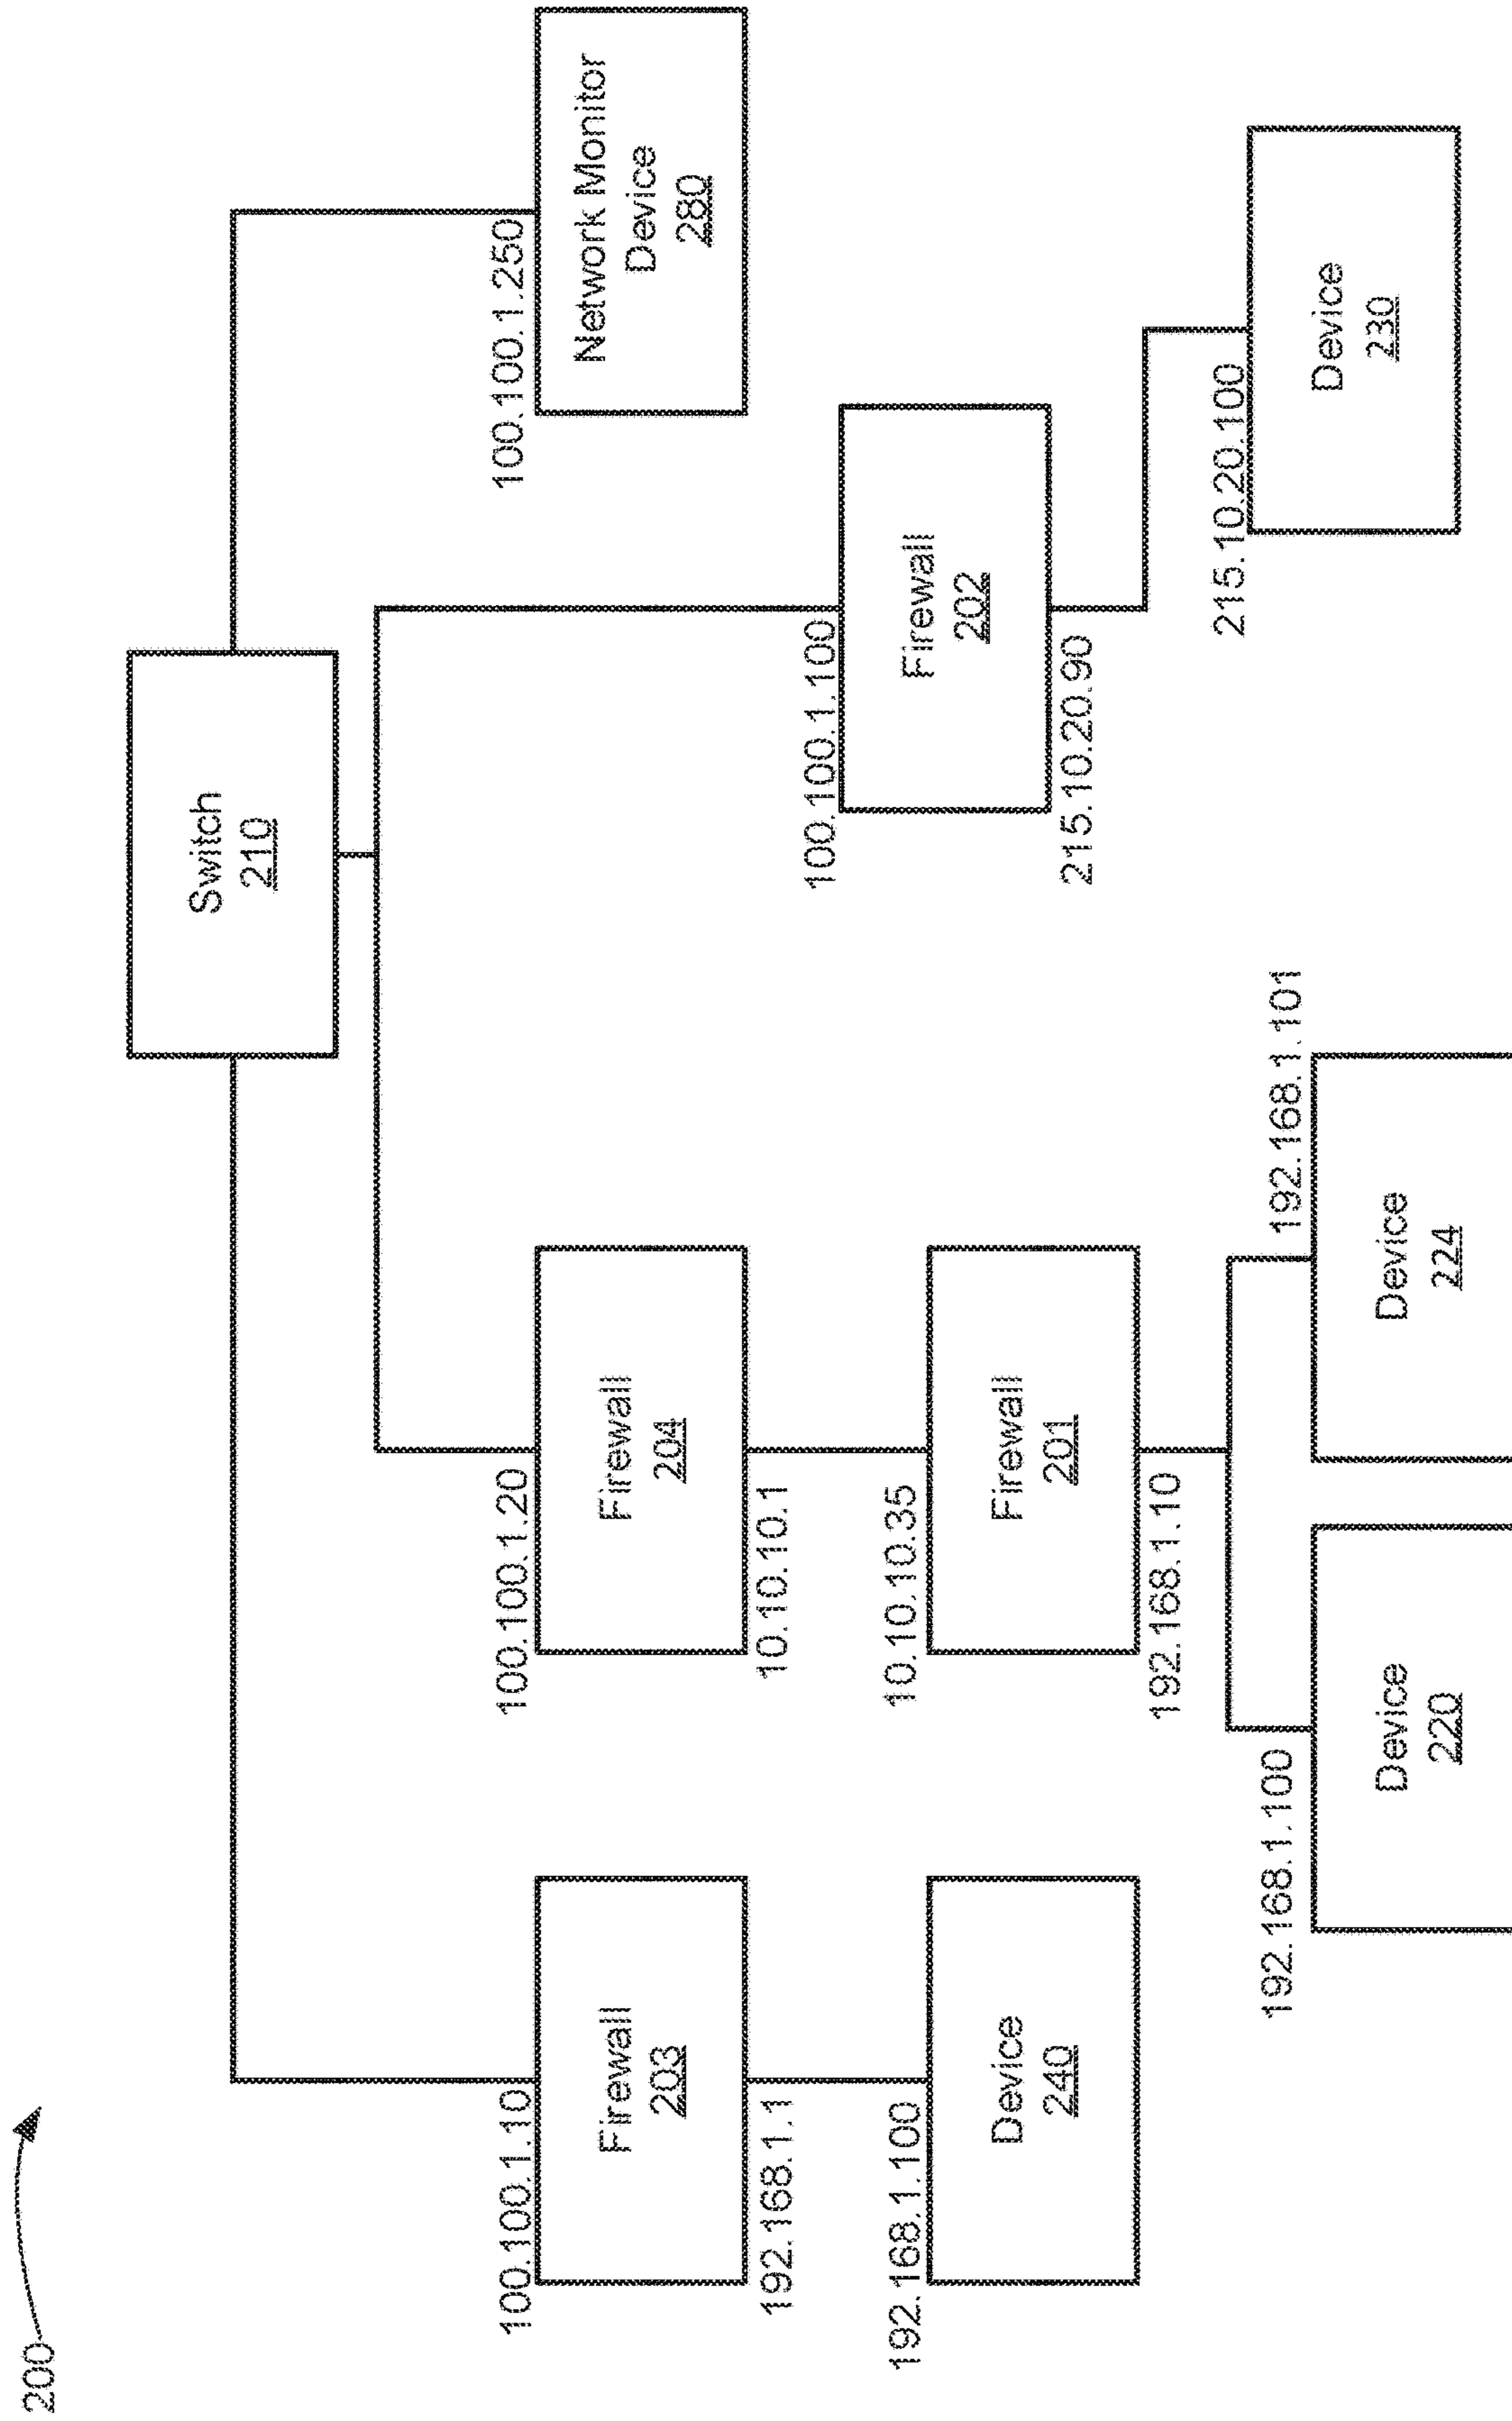 200
Switch
210
100.100.1.10
Firewall
203
192.168.1.1
192.168.1.100
Device
240
100.100.1.20
Firewall
204
10.10.10.1
10.10.10.35
Firewall
201
192.168.1.10
192.168.1.100
Device
220
192.168.1.101
Device
224
100.100.1.100
Firewall
202
215.10.20.90
215.10.20.100
Device
230
100.100.1.250
Network Monitor
Device
280